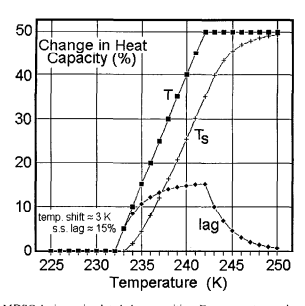 50
Change in Heat
Capacity (%)
40
T
30
Ts
20
10
temp. shift ≈ 3 K
s.s. lag ≈ 15%
lag
0
225 230 235 240 245 250
Temperature (K)